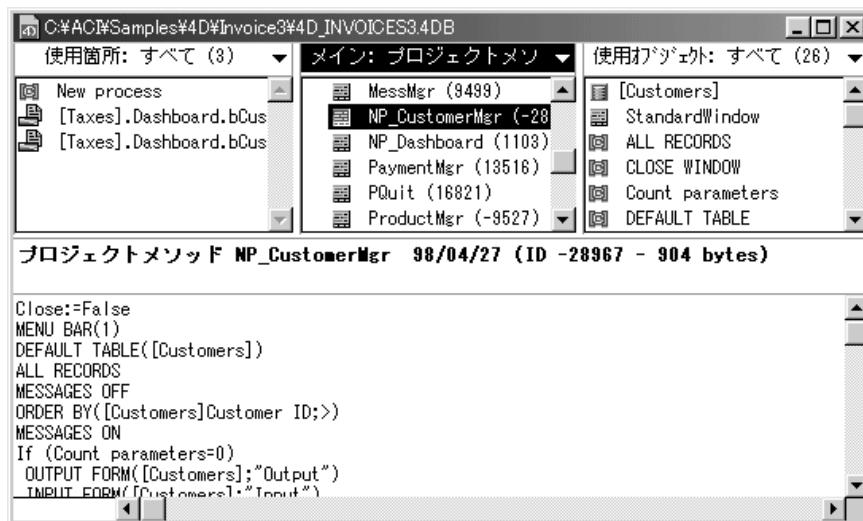 C:¥ACI¥Samples¥4D¥Invoice3¥4D_INVOICES3.4DB
使用箇所: すべて (3)
New process
[Taxes].Dashboard.bCus
[Taxes].Dashboard.bCus
メイン: プロジェクトメソ
MessMgr (9499)
NP_CustomerMgr (-28
NP_Dashboard (1103)
PaymentMgr (13516)
PQuit (16821)
ProductMgr (-9527)
使用ｵﾌﾞｼﾞｪｸﾄ: すべて (26)
[Customers]
StandardWindow
ALL RECORDS
CLOSE WINDOW
Count parameters
DEFAULT TABLE
プロジェクトメソッド NP_CustomerMgr 98/04/27 (ID -28967 - 904 bytes)
Close:=False
MENU BAR(1)
DEFAULT TABLE([Customers])
ALL RECORDS
MESSAGES OFF
ORDER BY([Customers]Customer ID;>)
MESSAGES ON
If (Count parameters=0)
OUTPUT FORM([Customers];"Output")
INPUT FORM([Customers];"Input")